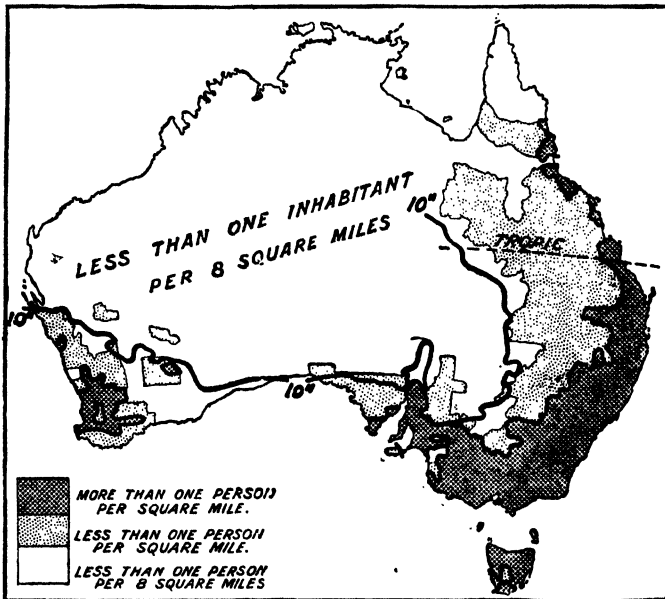 LESS THAN ONE INHABITANT
PER 8 SQUARE MILES
10"
TROPIC
10"
10"
MORE THAN ONE PERSON
PER SQUARE MILE.
LESS THAN ONE PERSON
PER SQUARE MILE.
LESS THAN ONE PERSON
PER 8 SQUARE MILES